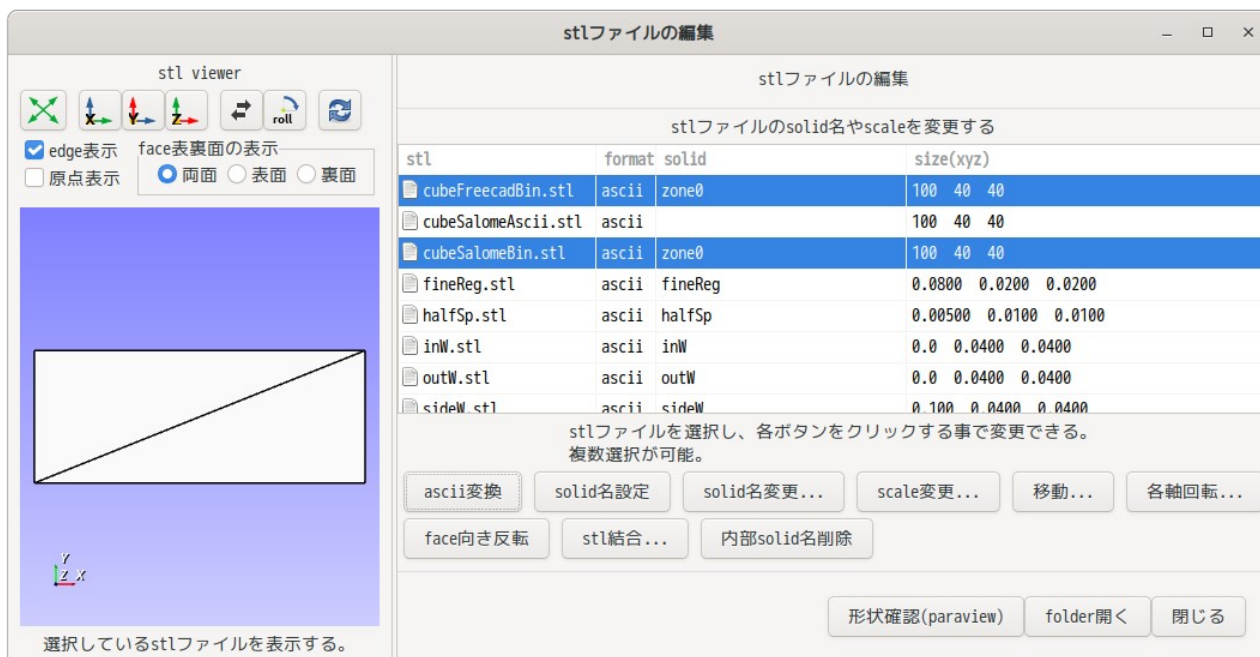 stlファイルの編集
stl viewer
X Y Z roll
edge表示
原点表示
face表裏面の表示
両面 表面 裏面
Y
Z X
選択しているstlファイルを表示する。
stlファイルの編集
stlファイルのsolid名やscaleを変更する
stl format solid size(xyz)
cubeFreecadBin.stl ascii zone0 100 40 40
cubeSalomeAscii.stl ascii 100 40 40
cubeSalomeBin.stl ascii zone0 100 40 40
fineReg.stl ascii fineReg 0.0800 0.0200 0.0200
halfSp.stl ascii halfSp 0.00500 0.0100 0.0100
inW.stl ascii inW 0.0 0.0400 0.0400
outW.stl ascii outW 0.0 0.0400 0.0400
sideW.stl ascii sideW 0.100 0.0400 0.0400
stlファイルを選択し、各ボタンをクリックする事で変更できる。
複数選択が可能。
ascii変換 solid名設定 solid名変更... scale変更... 移動... 各軸回転...
face向き反転 stl結合... 内部solid名削除
形状確認(paraview) folder開く 閉じる